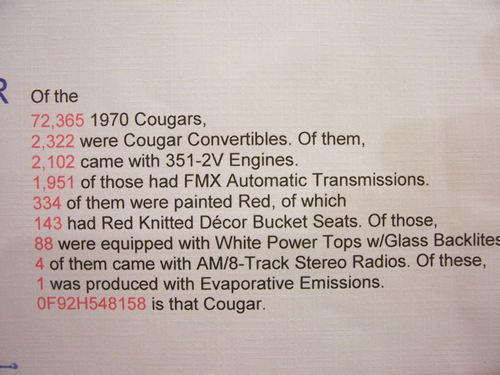 R
Of the
72,365 1970 Cougars,
2,322 were Cougar Convertibles. Of them,
2,102 came with 351-2V Engines.
1,951 of those had FMX Automatic Transmissions.
334 of them were painted Red, of which
143 had Red Knitted Décor Bucket Seats. Of those,
88 were equipped with White Power Tops w/Glass Backlites
4 of them came with AM/8-Track Stereo Radios. Of these,
1 was produced with Evaporative Emissions.
0F92H548158 is that Cougar.